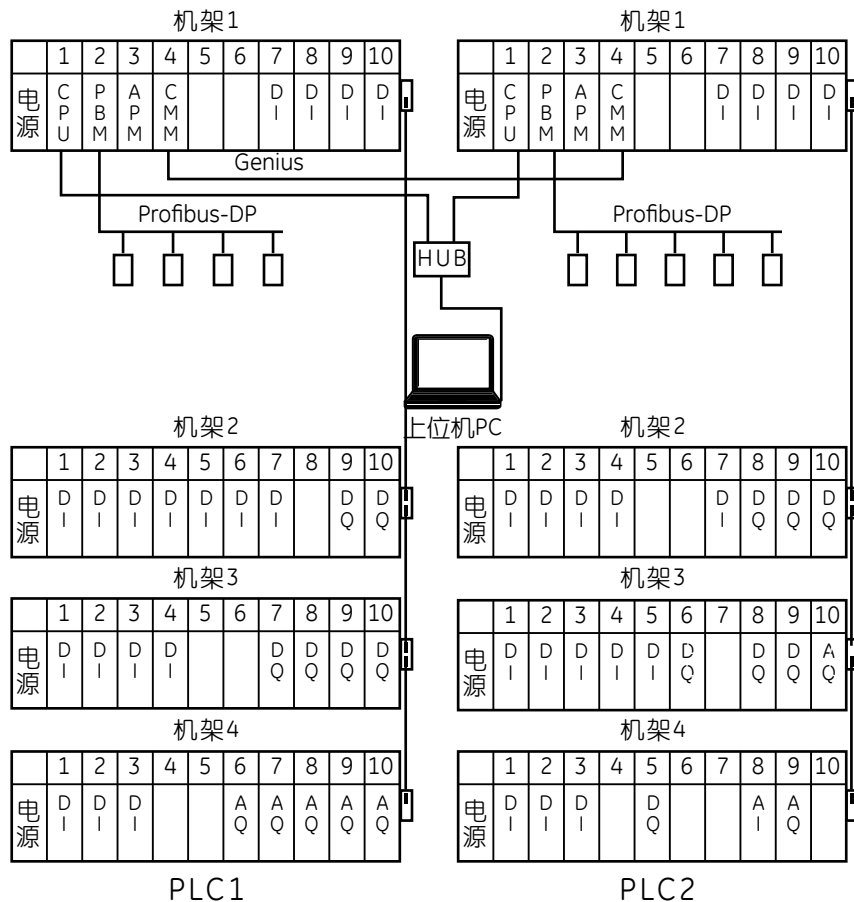 机架1 机架1
1 2 3 4 5 6 7 8 9 10 1 2 3 4 5 6 7 8 9 10
电源 CPU PBM APM CMM DI DI DI DI 电源 CPU PBM APM CMM DI DI DI DI
Genius
Profibus-DP Profibus-DP
HUB
上位机PC
机架2 机架2
1 2 3 4 5 6 7 8 9 10 1 2 3 4 5 6 7 8 9 10
电源 DI DI DI DI DI DI DI DQ DQ 电源 DI DI DI DI DI DQ DQ DQ
机架3 机架3
1 2 3 4 5 6 7 8 9 10 1 2 3 4 5 6 7 8 9 10
电源 DI DI DI DI DQ DQ DQ DQ 电源 DI DI DI DI DI DQ DQ DQ AQ
机架4 机架4
1 2 3 4 5 6 7 8 9 10 1 2 3 4 5 6 7 8 9 10
电源 DI DI DI AQ AQ AQ AQ AQ 电源 DI DI DI DQ AI AQ
PLC1 PLC2